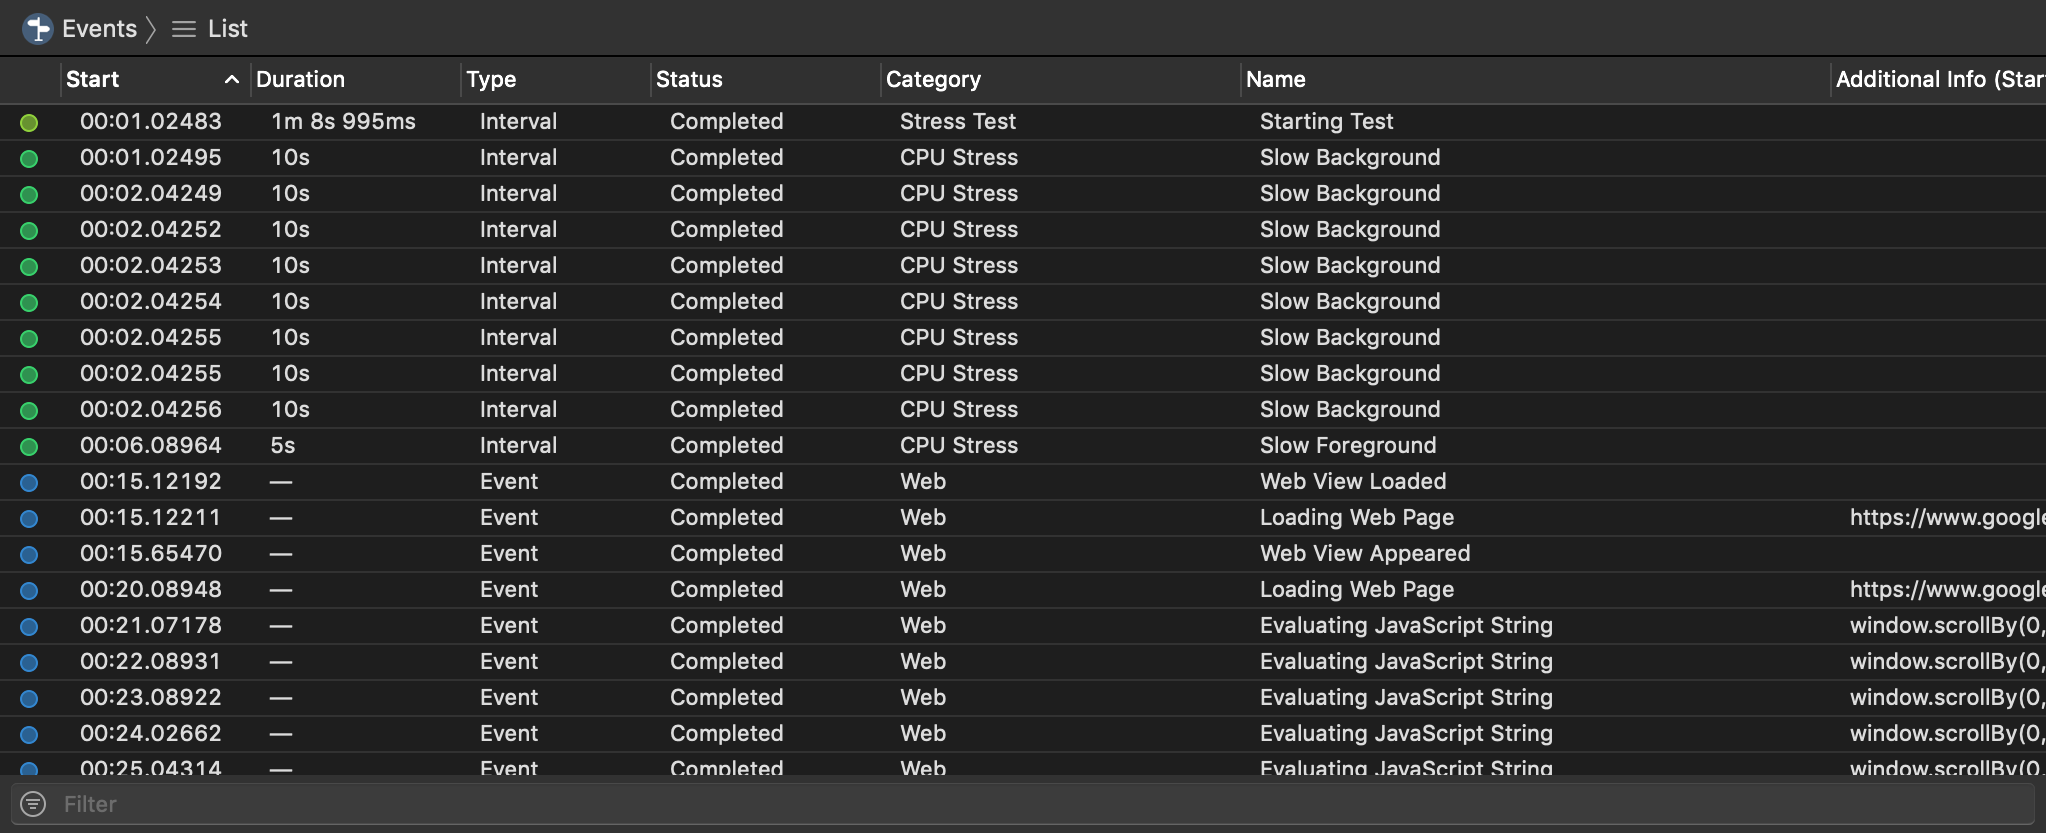 Events 〉 List
Start Duration Type Status Category Name Additional Info (Star
00:01.02483 1m 8s 995ms Interval Completed Stress Test Starting Test
00:01.02495 10s Interval Completed CPU Stress Slow Background
00:02.04249 10s Interval Completed CPU Stress Slow Background
00:02.04252 10s Interval Completed CPU Stress Slow Background
00:02.04253 10s Interval Completed CPU Stress Slow Background
00:02.04254 10s Interval Completed CPU Stress Slow Background
00:02.04255 10s Interval Completed CPU Stress Slow Background
00:02.04255 10s Interval Completed CPU Stress Slow Background
00:02.04256 10s Interval Completed CPU Stress Slow Background
00:06.08964 5s Interval Completed CPU Stress Slow Foreground
00:15.12192 — Event Completed Web Web View Loaded
00:15.12211 — Event Completed Web Loading Web Page https://www.google
00:15.65470 — Event Completed Web Web View Appeared
00:20.08948 — Event Completed Web Loading Web Page https://www.google
00:21.07178 — Event Completed Web Evaluating JavaScript String window.scrollBy(0,
00:22.08931 — Event Completed Web Evaluating JavaScript String window.scrollBy(0,
00:23.08922 — Event Completed Web Evaluating JavaScript String window.scrollBy(0,
00:24.02662 — Event Completed Web Evaluating JavaScript String window.scrollBy(0,
00:25.04314 — Event Completed Web Evaluating JavaScript String window.scrollBy(0,
Filter